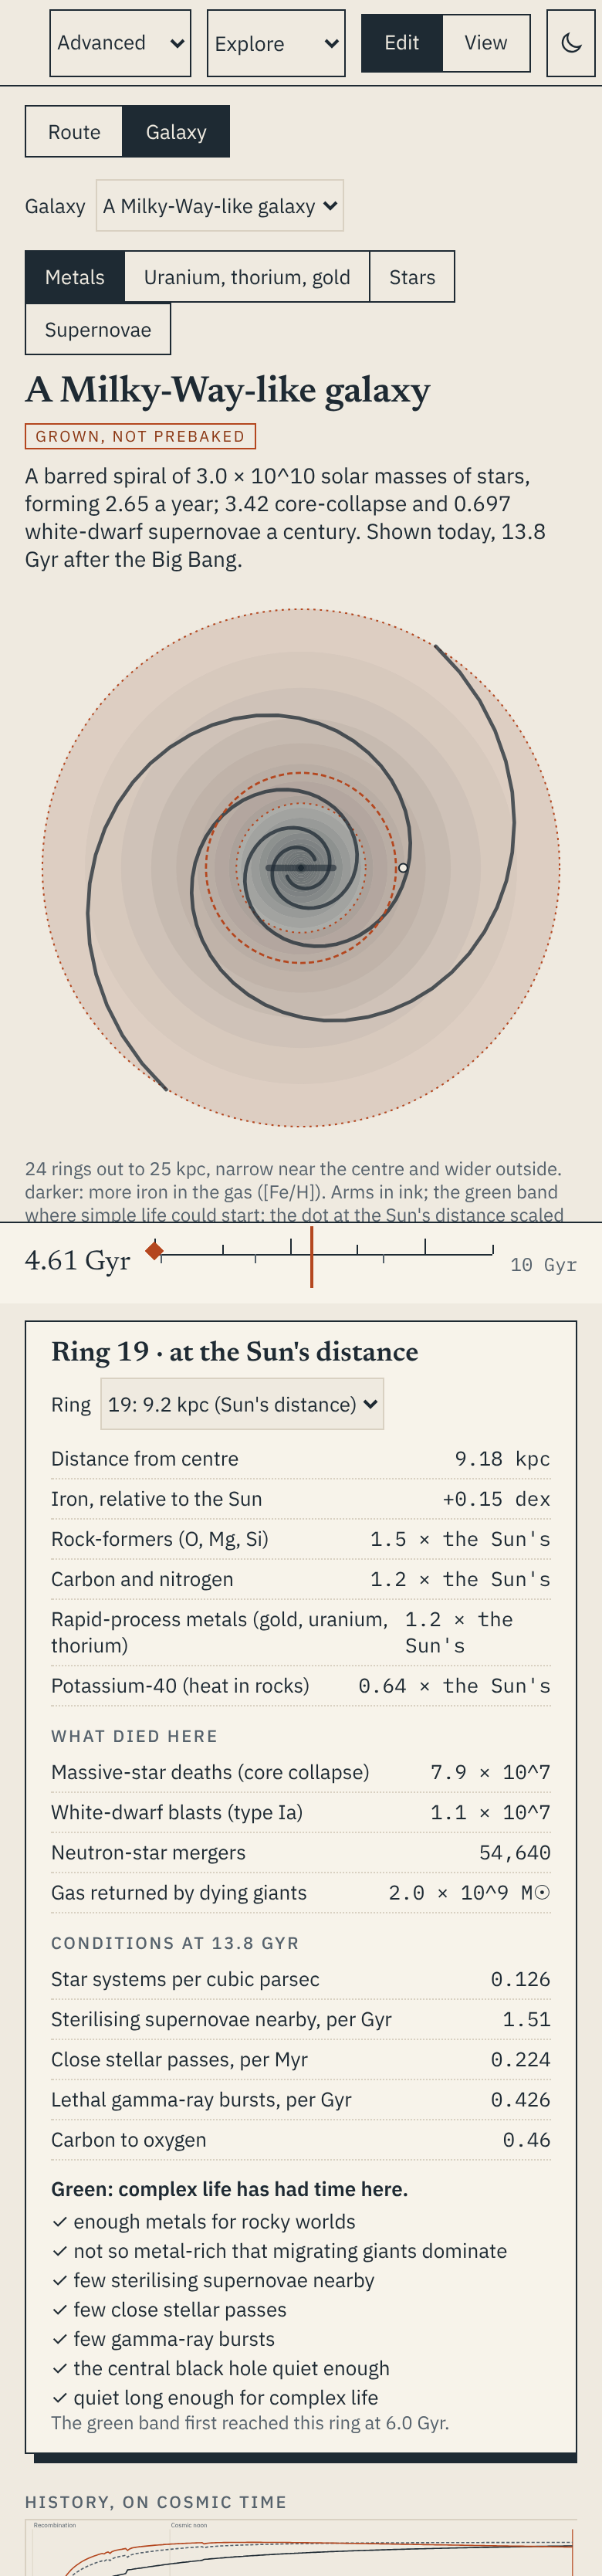 Advanced
Explore
Edit
View
Route
Galaxy
Galaxy
A Milky-Way-like galaxy
Metals
Uranium, thorium, gold
Stars
Supernovae
A Milky-Way-like galaxy
GROWN, NOT PREBAKED
A barred spiral of 3.0 × 10^10 solar masses of stars,
forming 2.65 a year; 3.42 core-collapse and 0.697
white-dwarf supernovae a century. Shown today, 13.8
Gyr after the Big Bang.
24 rings out to 25 kpc, narrow near the centre and wider outside.
darker: more iron in the gas ([Fe/H]). Arms in ink; the green band
where simple life could start; the dot at the Sun's distance scaled
4.61 Gyr
10 Gyr
Ring 19 · at the Sun's distance
Ring
19: 9.2 kpc (Sun's distance)
Distance from centre 9.18 kpc
Iron, relative to the Sun +0.15 dex
Rock-formers (O, Mg, Si) 1.5 × the Sun's
Carbon and nitrogen 1.2 × the Sun's
Rapid-process metals (gold, uranium, 1.2 × the
thorium) Sun's
Potassium-40 (heat in rocks) 0.64 × the Sun's
WHAT DIED HERE
Massive-star deaths (core collapse) 7.9 × 10^7
White-dwarf blasts (type Ia) 1.1 × 10^7
Neutron-star mergers 54,640
Gas returned by dying giants 2.0 × 10^9 M☉
CONDITIONS AT 13.8 GYR
Star systems per cubic parsec 0.126
Sterilising supernovae nearby, per Gyr 1.51
Close stellar passes, per Myr 0.224
Lethal gamma-ray bursts, per Gyr 0.426
Carbon to oxygen 0.46
Green: complex life has had time here.
✓ enough metals for rocky worlds
✓ not so metal-rich that migrating giants dominate
✓ few sterilising supernovae nearby
✓ few close stellar passes
✓ few gamma-ray bursts
✓ the central black hole quiet enough
✓ quiet long enough for complex life
The green band first reached this ring at 6.0 Gyr.
HISTORY, ON COSMIC TIME
Recombination
Cosmic noon